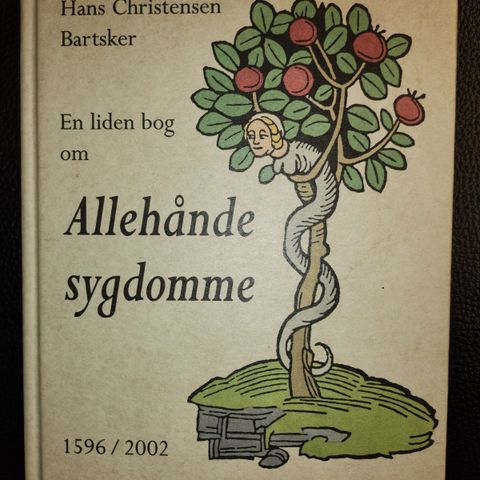 Hans Christensen
Bartsker
En liden bog
om
Allehånde
sygdomme
1596 / 2002